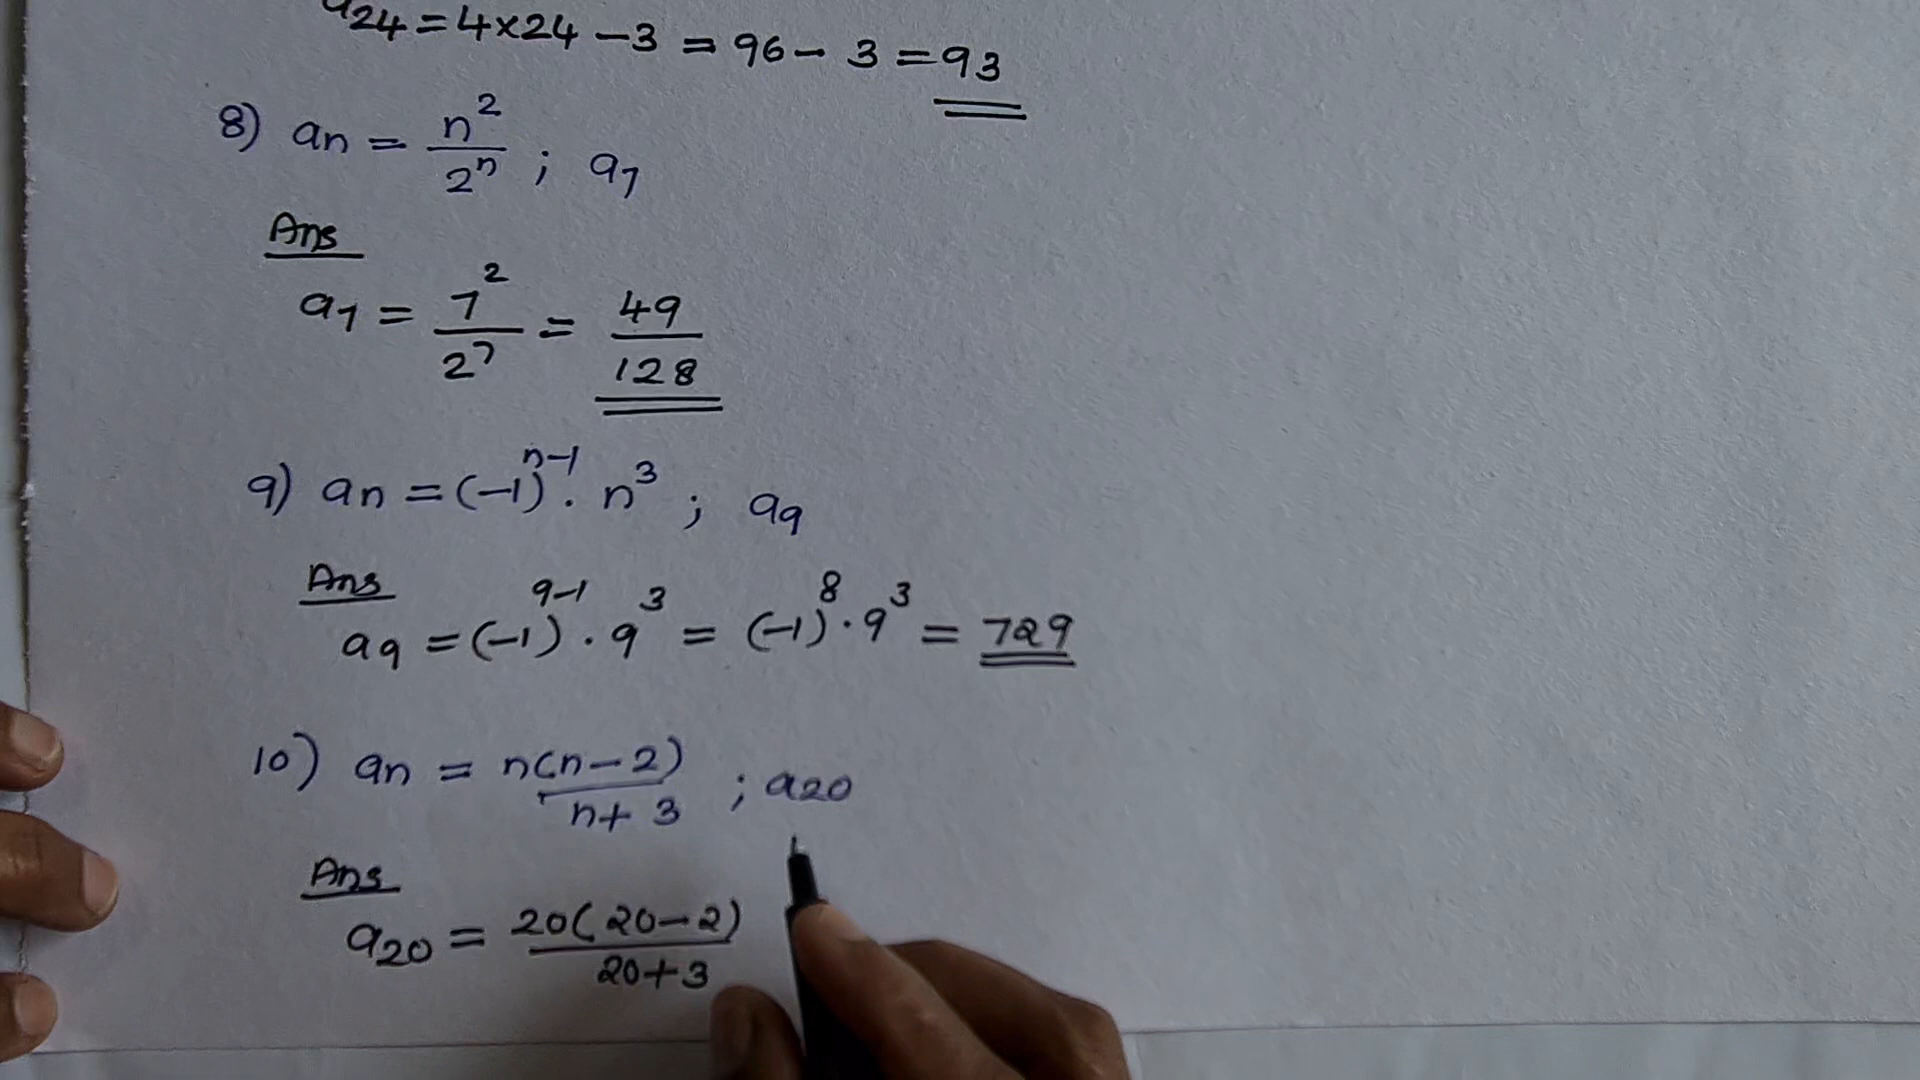 a24 = 4×24 − 3 = 96 − 3 = 93
8) an = n² / 2ⁿ ; a7
Ans
a7 = 7² / 2⁷ = 49 / 128
9) an = (−1)ⁿ⁻¹ · n³ ; a9
Ans
a9 = (−1)⁹⁻¹ · 9³ = (−1)⁸ · 9³ = 729
10) an = n(n−2) / n+3 ; a20
Ans
a20 = 20(20−2) / 20+3